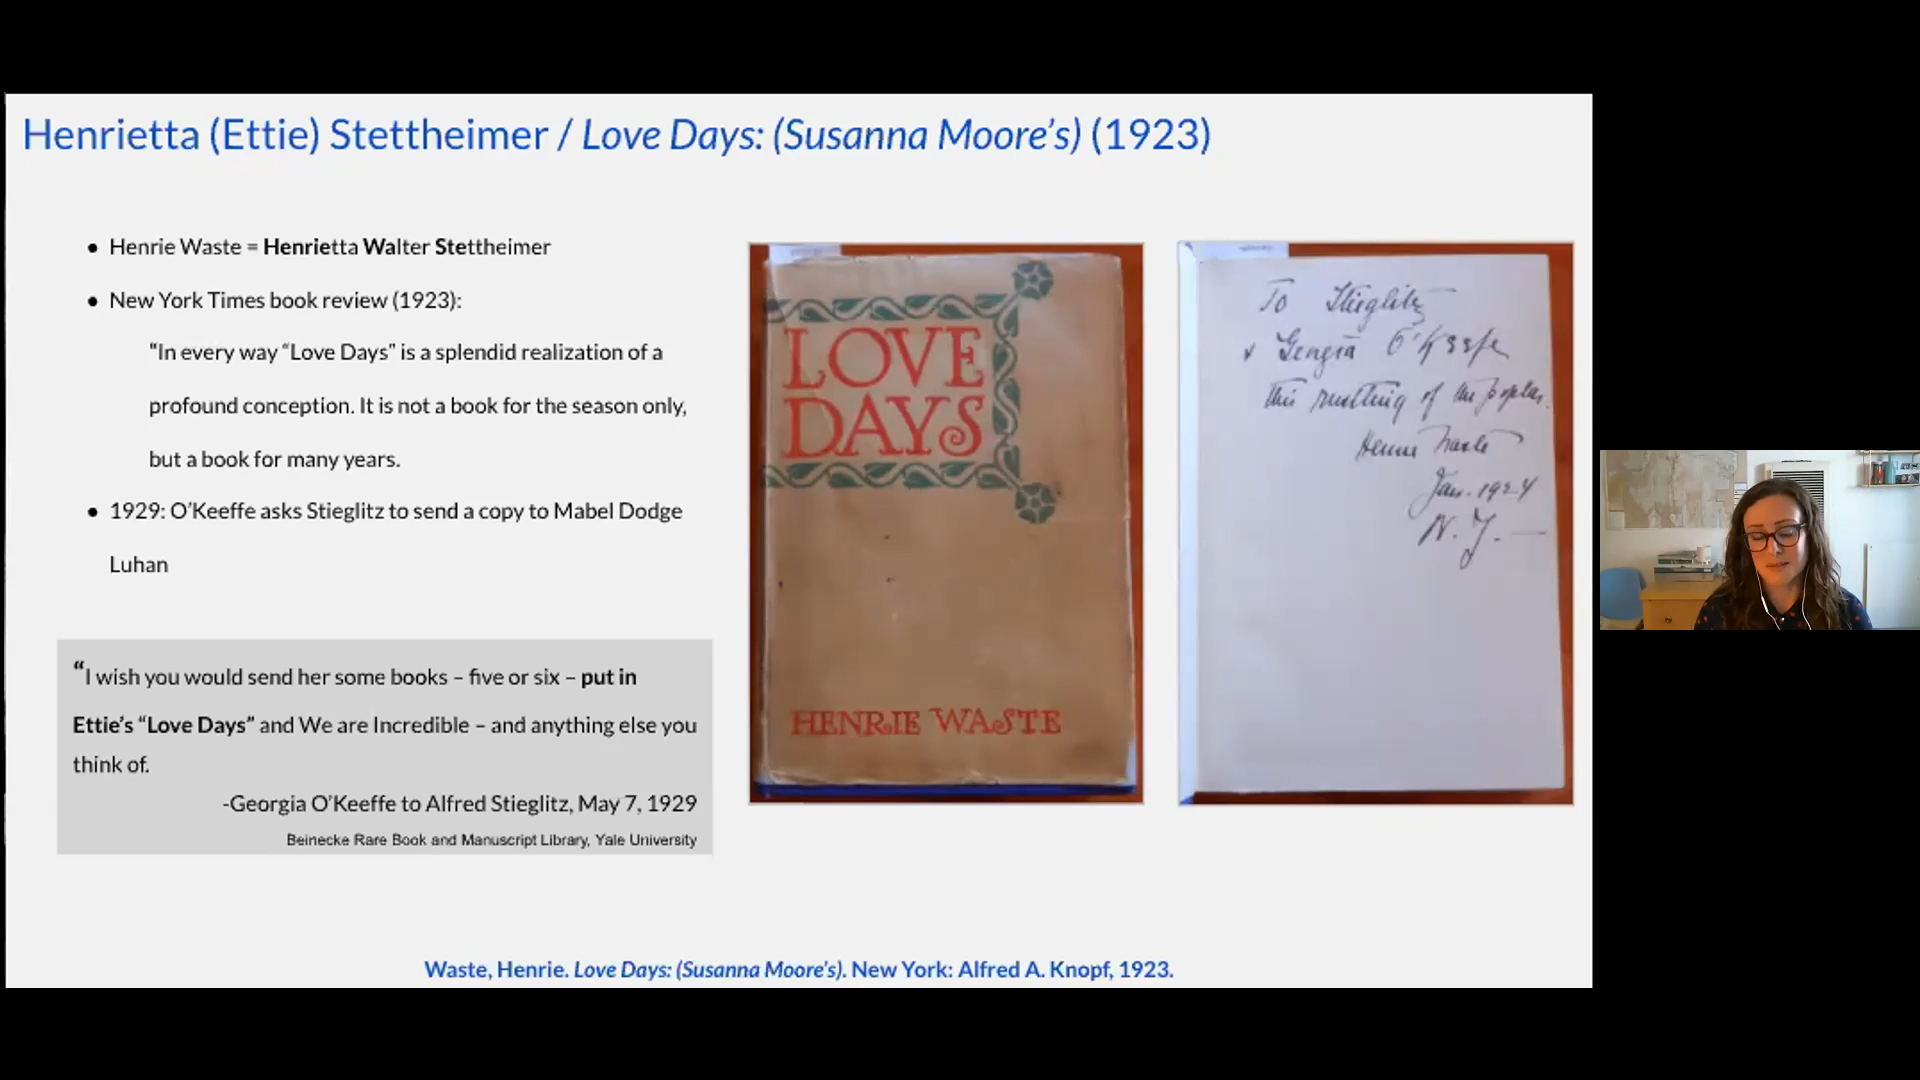 Henrietta (Ettie) Stettheimer / Love Days: (Susanna Moore's) (1923)
● Henrie Waste = Henrietta Walter Stettheimer
● New York Times book review (1923):
“In every way “Love Days” is a splendid realization of a
profound conception. It is not a book for the season only,
but a book for many years.
● 1929: O’Keeffe asks Stieglitz to send a copy to Mabel Dodge
Luhan
“I wish you would send her some books – five or six – put in
Ettie’s “Love Days” and We are Incredible – and anything else you
think of.
-Georgia O’Keeffe to Alfred Stieglitz, May 7, 1929
Beinecke Rare Book and Manuscript Library, Yale University
LOVE
DAYS
HENRIE WASTE
To Stieglitz
& Georgia O'Keeffe
this rustling of the poplar.
Henrie Waste
Jan. 1924
N. Y. —
Waste, Henrie. Love Days: (Susanna Moore’s). New York: Alfred A. Knopf, 1923.